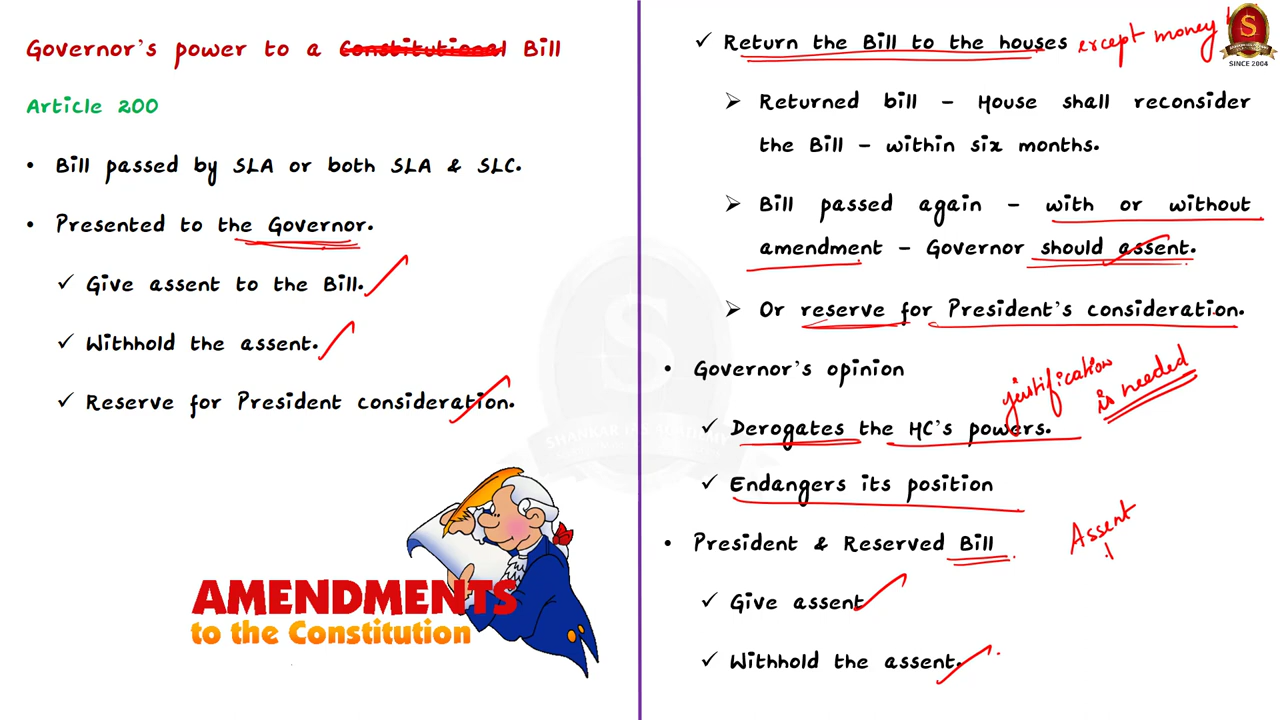 Governor's power to a Constitutional Bill
Article 200
• Bill passed by SLA or both SLA & SLC.
• Presented to the Governor.
✓ Give assent to the Bill.
✓ Withhold the assent.
✓ Reserve for President consideration.
AMENDMENTS
to the Constitution
✓ Return the Bill to the houses except money
➢ Returned bill – House shall reconsider
the Bill – within six months.
➢ Bill passed again – with or without
amendment – Governor should assent.
➢ Or reserve for President's consideration.
• Governor's opinion
justification
is needed
✓ Derogates the HC's powers.
✓ Endangers its position
• President & Reserved Bill
Assent
✓ Give assent
✓ Withhold the assent.
S
SINCE 2004
SHANKAR IAS ACADEMY